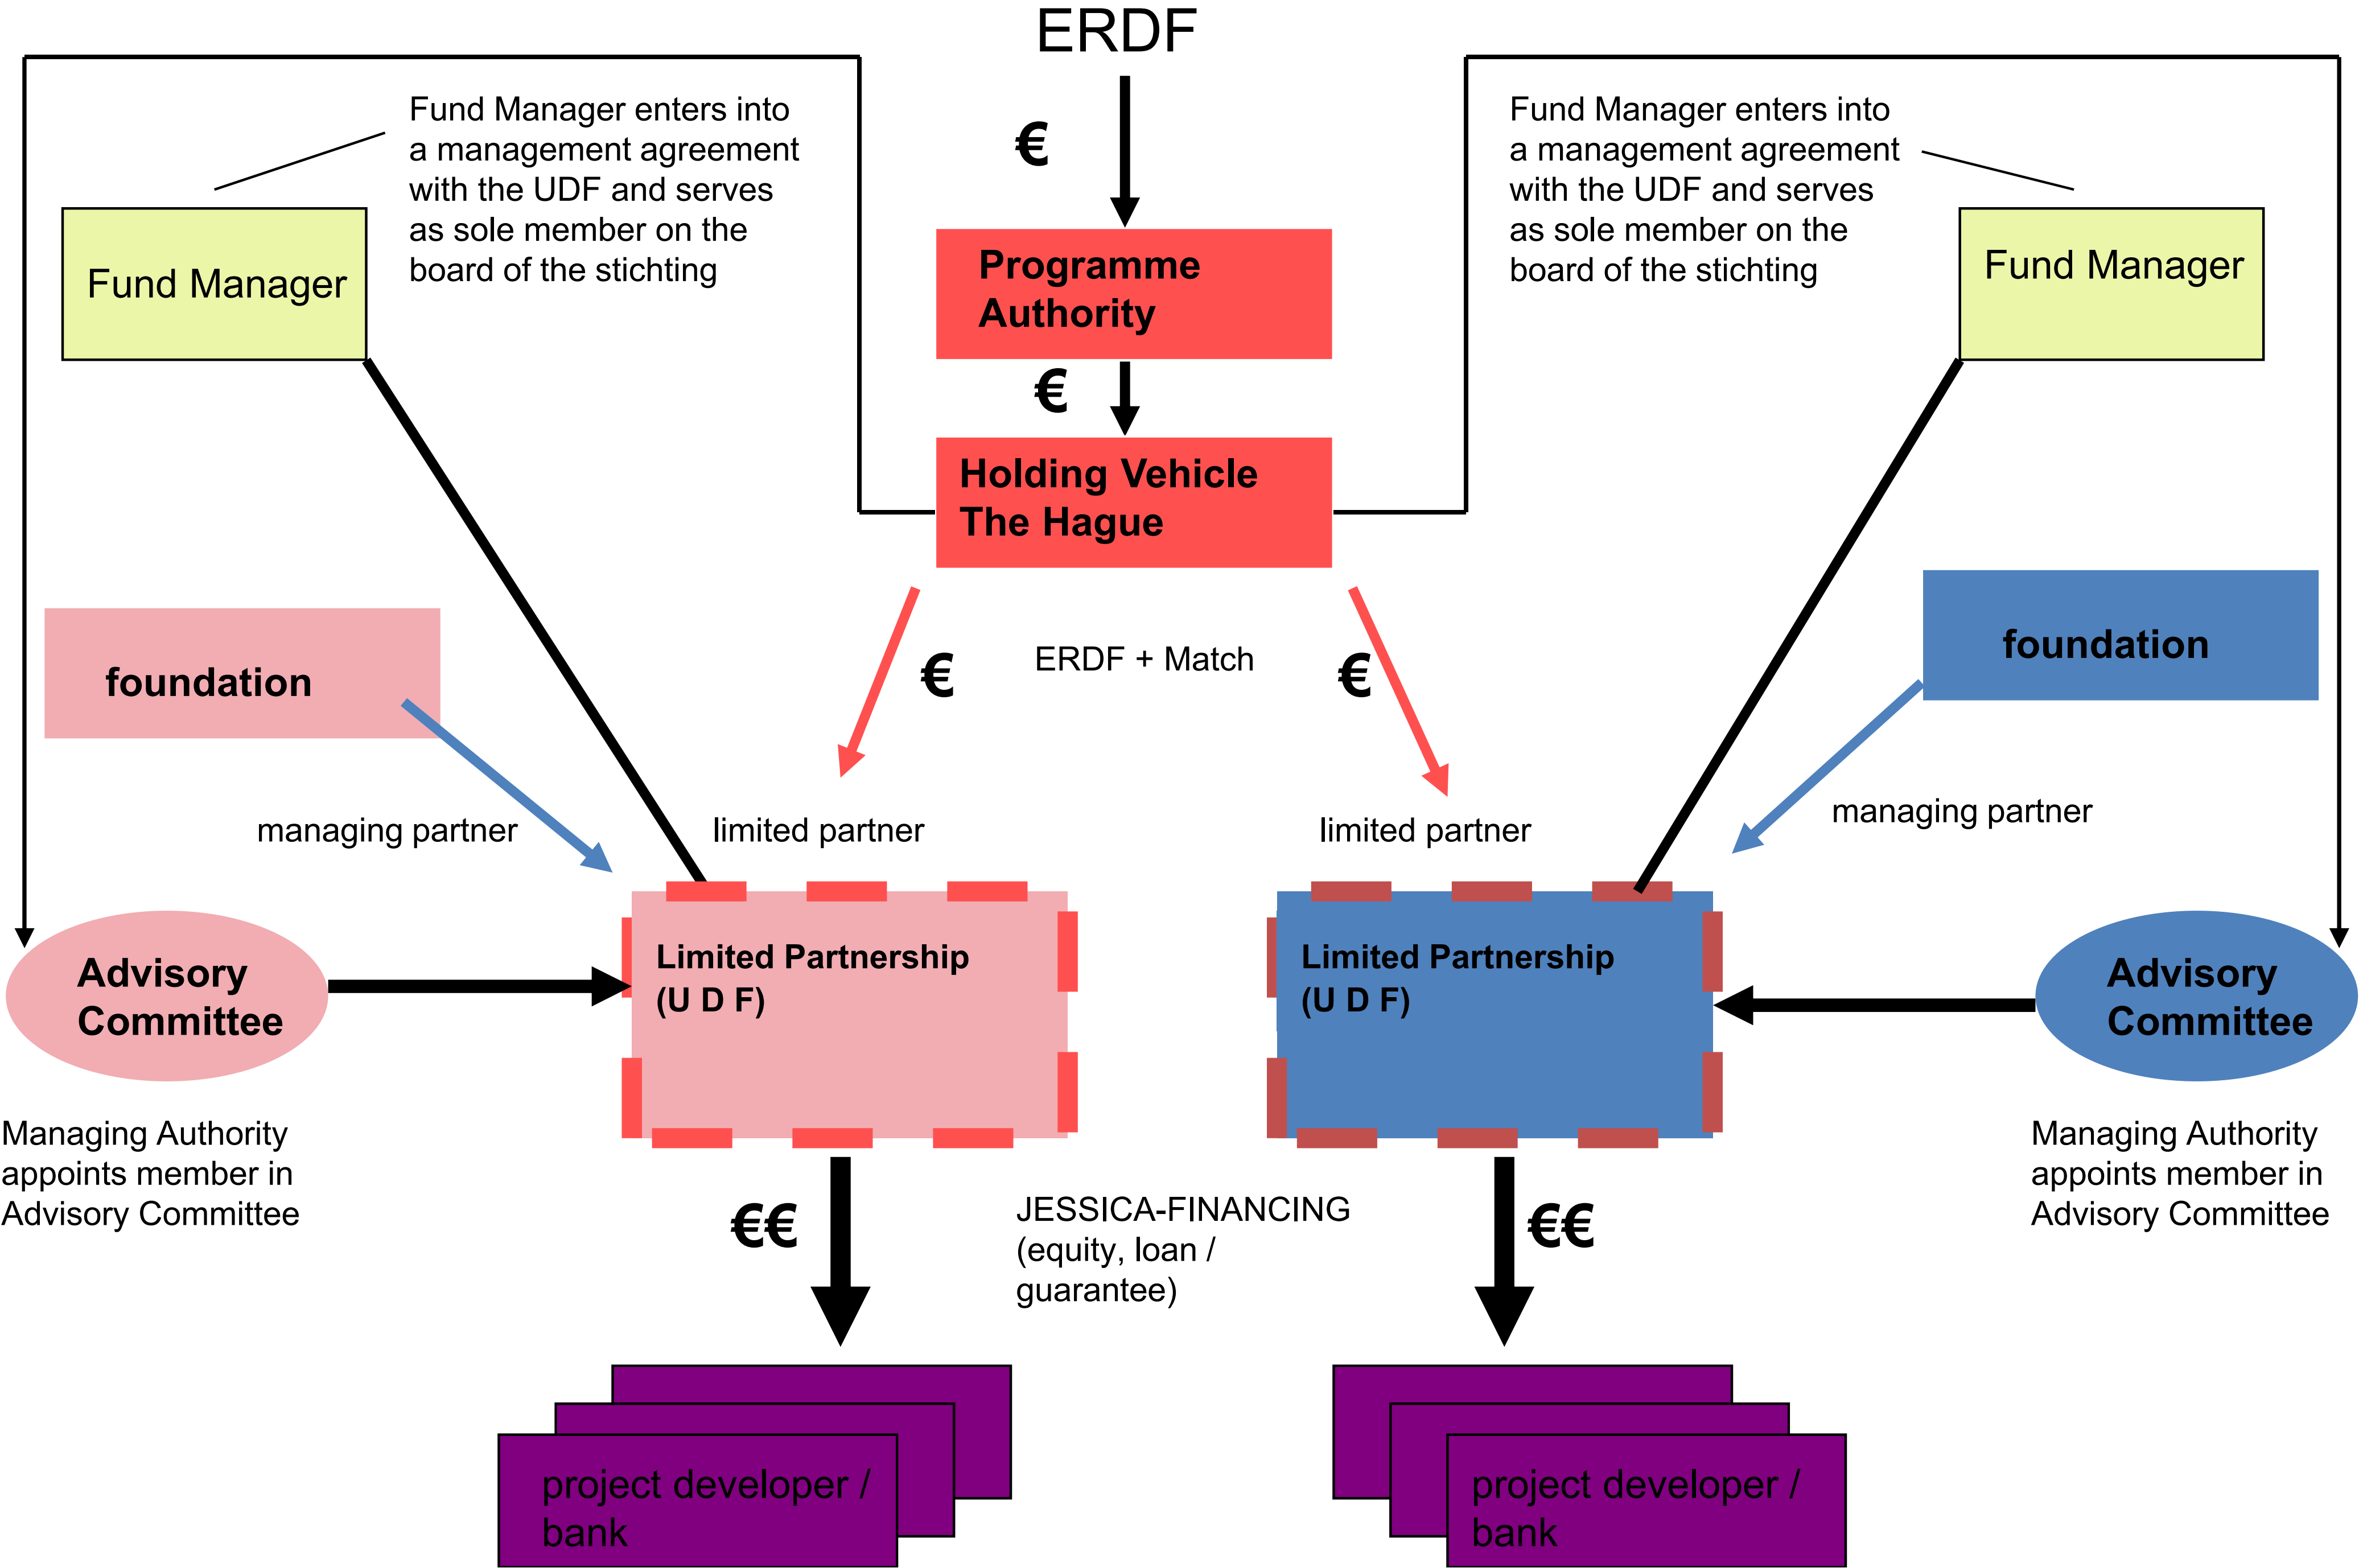 ERDF
Fund Manager enters into
a management agreement
with the UDF and serves
as sole member on the
board of the stichting
Fund Manager enters into
a management agreement
with the UDF and serves
as sole member on the
board of the stichting
€
Fund Manager
Programme
Authority
Fund Manager
€
Holding Vehicle
The Hague
foundation
€
ERDF + Match
€
foundation
managing partner
limited partner
limited partner
managing partner
Advisory
Committee
Limited Partnership
(U D F)
Limited Partnership
(U D F)
Advisory
Committee
Managing Authority
appoints member in
Advisory Committee
€€
JESSICA-FINANCING
(equity, loan /
guarantee)
€€
Managing Authority
appoints member in
Advisory Committee
project developer /
bank
project developer /
bank